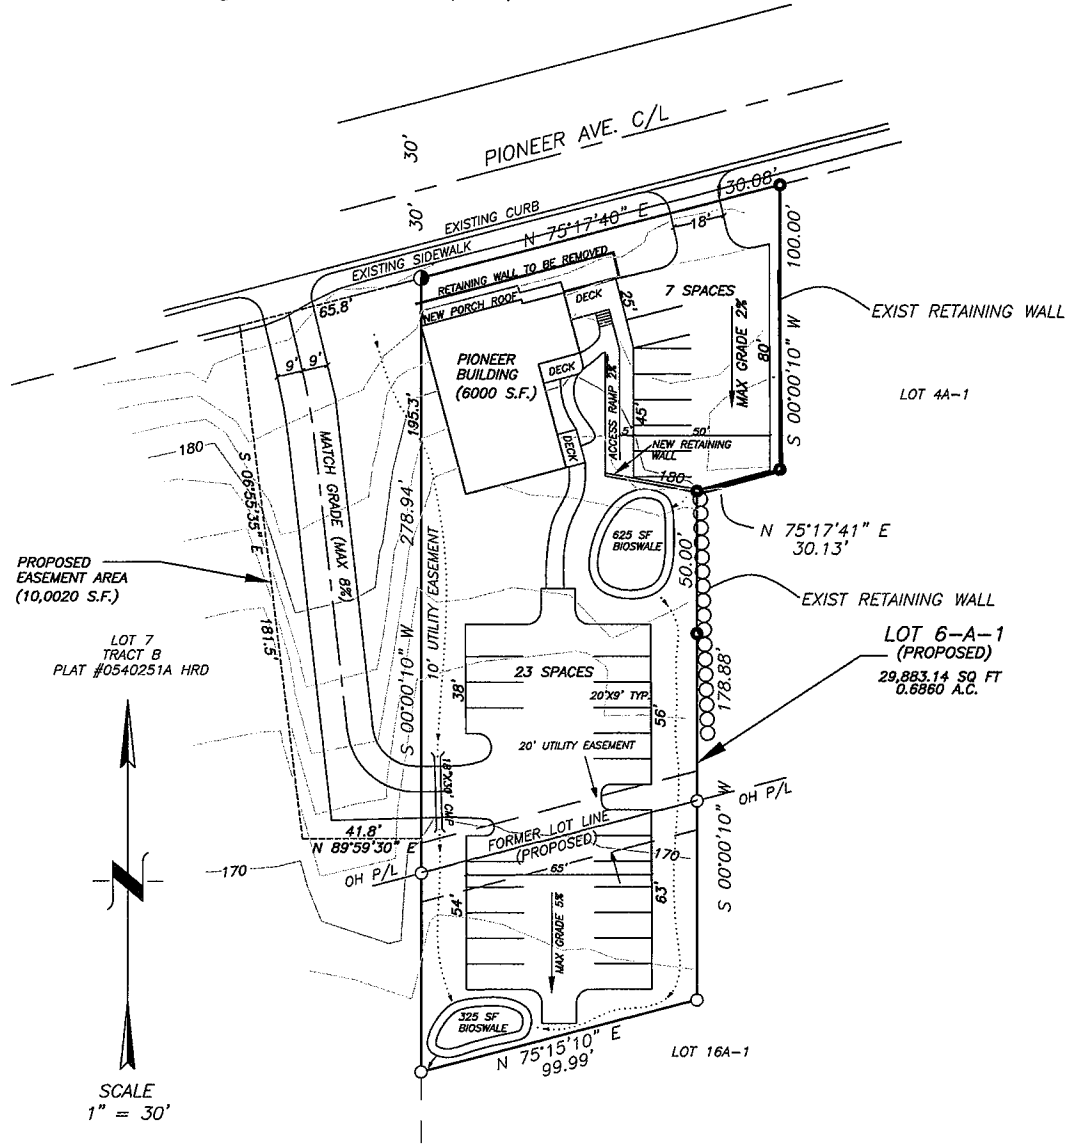 PIONEER AVE. C/L
30'
30'
EXISTING CURB
EXISTING SIDEWALK
N 75°17'40" E
30.08'
18'
100.00'
RETAINING WALL TO BE REMOVED
DECK
25'
7 SPACES
EXIST RETAINING WALL
65.8'
NEW PORCH ROOF
9'
9'
PIONEER
BUILDING
(6000 S.F.)
DECK
MAX GRADE 2%
80'
S 00°00'10" W
LOT 4A-1
195.3'
ACCESS RAMP 2%
45'
5'
50'
NEW RETAINING
WALL
DECK
180
180
MATCH GRADE (MAX 8%)
S 06°55'35" E
278.94'
10' UTILITY EASEMENT
625 SF
BIOSWALE
50.00'
N 75°17'41" E
30.13'
PROPOSED
EASEMENT AREA
(10,0020 S.F.)
EXIST RETAINING WALL
LOT 7
TRACT B
PLAT #0540251A HRD
181.5'
S 00°00'10" W
LOT 6-A-1
(PROPOSED)
29,883.14 SQ FT
0.6860 A.C.
23 SPACES
20'X9' TYP.
38'
56'
178.88'
20' UTILITY EASEMENT
18"X30' CMP
OH P/L
41.8'
N 89°59'30" E
FORMER LOT LINE
(PROPOSED)
170
170
OH P/L
65'
S 00°00'10" W
54'
63'
MAX GRADE 5%
325 SF
BIOSWALE
N 75°15'10" E
99.99'
LOT 16A-1
N
SCALE
1" = 30'